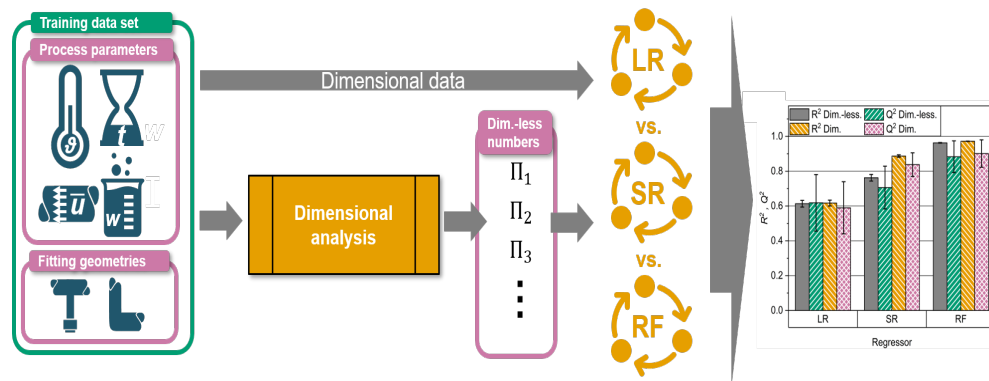 Training data set
Process parameters
ϑ
t
w
ū
w
I
Fitting geometries
Dimensional data
Dimensional
analysis
Dim.-less
numbers
Π1
Π2
Π3
LR
vs.
SR
vs.
RF
R² Dim.-less. Q² Dim.-less.
R² Dim. Q² Dim.
1.0
0.8
0.6
0.4
0.2
0.0
R², Q²
LR SR RF
Regressor